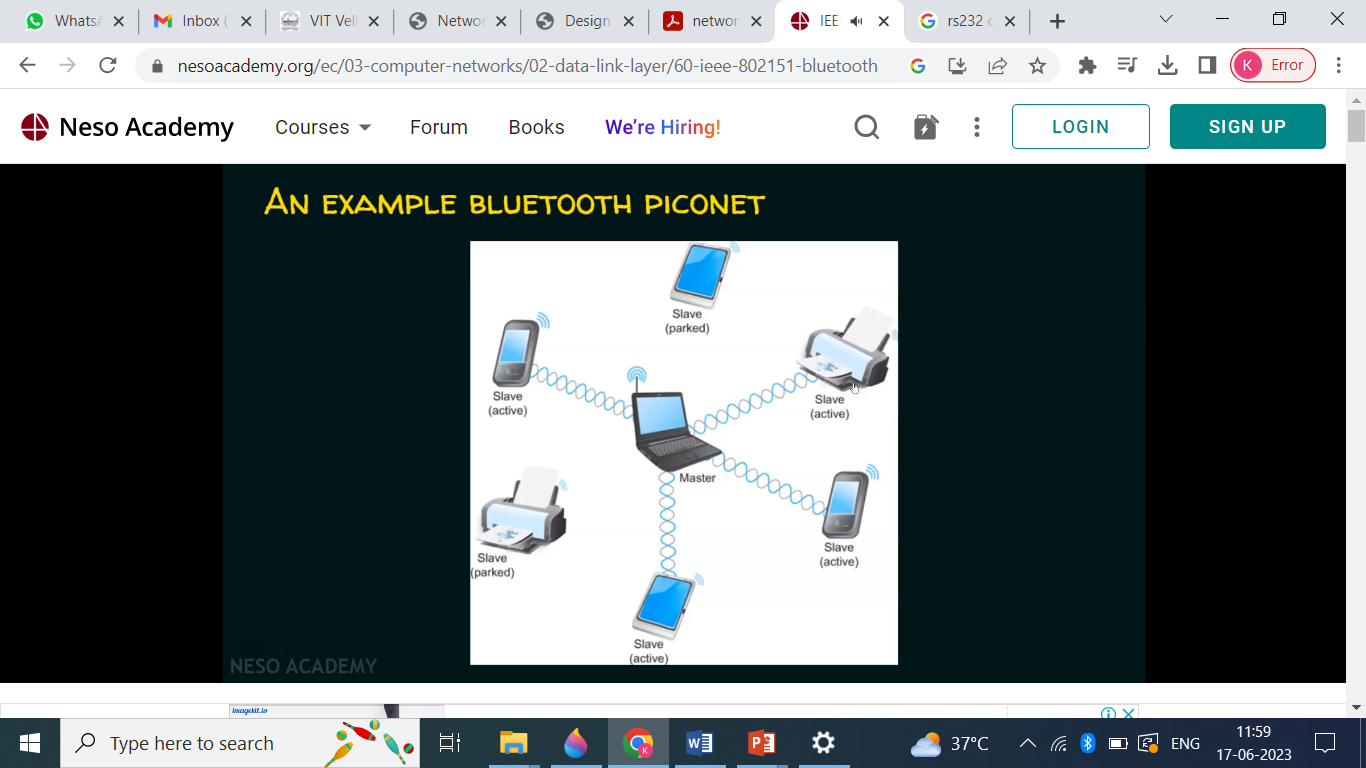 WhatsA
Inbox (
VIT Vell
Networ
Design
networ
IEE
rs232 c
nesoacademy.org/ec/03-computer-networks/02-data-link-layer/60-ieee-802151-bluetooth
K
Error
Neso Academy
Courses
Forum
Books
We're Hiring!
LOGIN
SIGN UP
AN EXAMPLE BLUETOOTH PICONET
Slave
(parked)
Slave
(active)
Slave
(active)
Master
Slave
(parked)
Slave
(active)
Slave
(active)
NESO ACADEMY
imagekit.io
Type here to search
37°C
ENG
11:59
17-06-2023